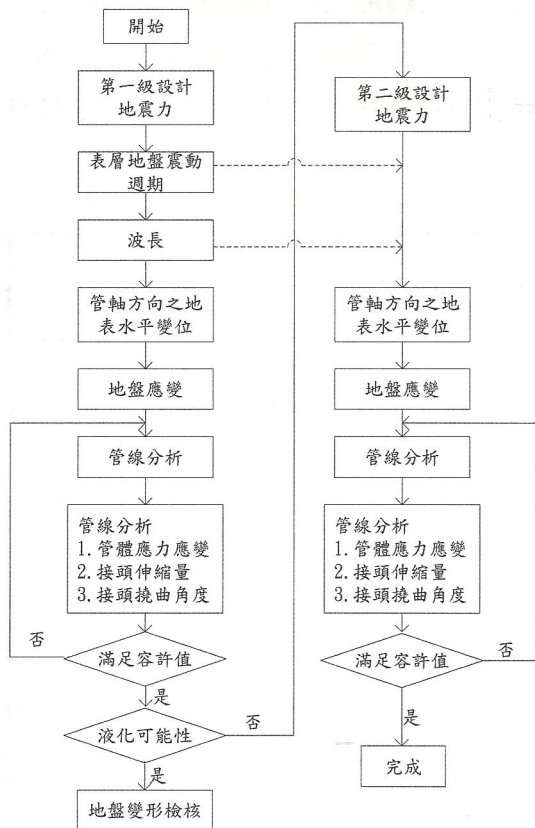 開始
第一級設計
地震力
表層地盤震動
週期
波長
管軸方向之地
表水平變位
地盤應變
管線分析
管線分析
1.管體應力應變
2.接頭伸縮量
3.接頭撓曲角度
否
滿足容許值
是
液化可能性
否
是
地盤變形檢核
第二級設計
地震力
管軸方向之地
表水平變位
地盤應變
管線分析
管線分析
1.管體應力應變
2.接頭伸縮量
3.接頭撓曲角度
滿足容許值
否
是
完成